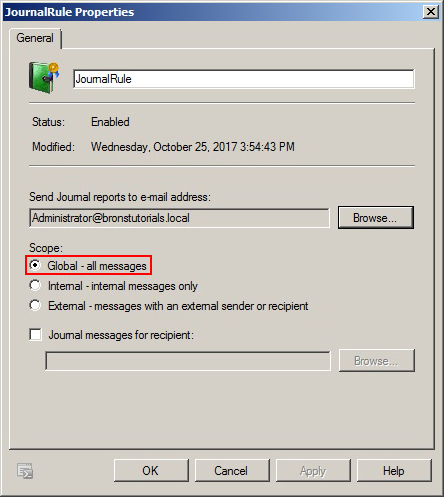 JournalRule Properties
General
JournalRule
Status: Enabled
Modified: Wednesday, October 25, 2017 3:54:43 PM
Send Journal reports to e-mail address:
Administrator@bronstutorials.local Browse...
Scope:
Global - all messages
Internal - internal messages only
External - messages with an external sender or recipient
Journal messages for recipient:
Browse...
OK Cancel Apply Help